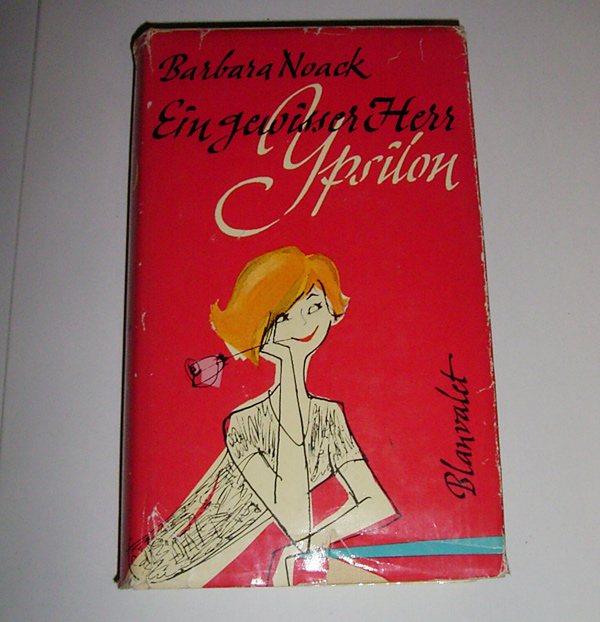 Barbara Noack
Ein gewisser Herr
Ypsilon
Blanvalet